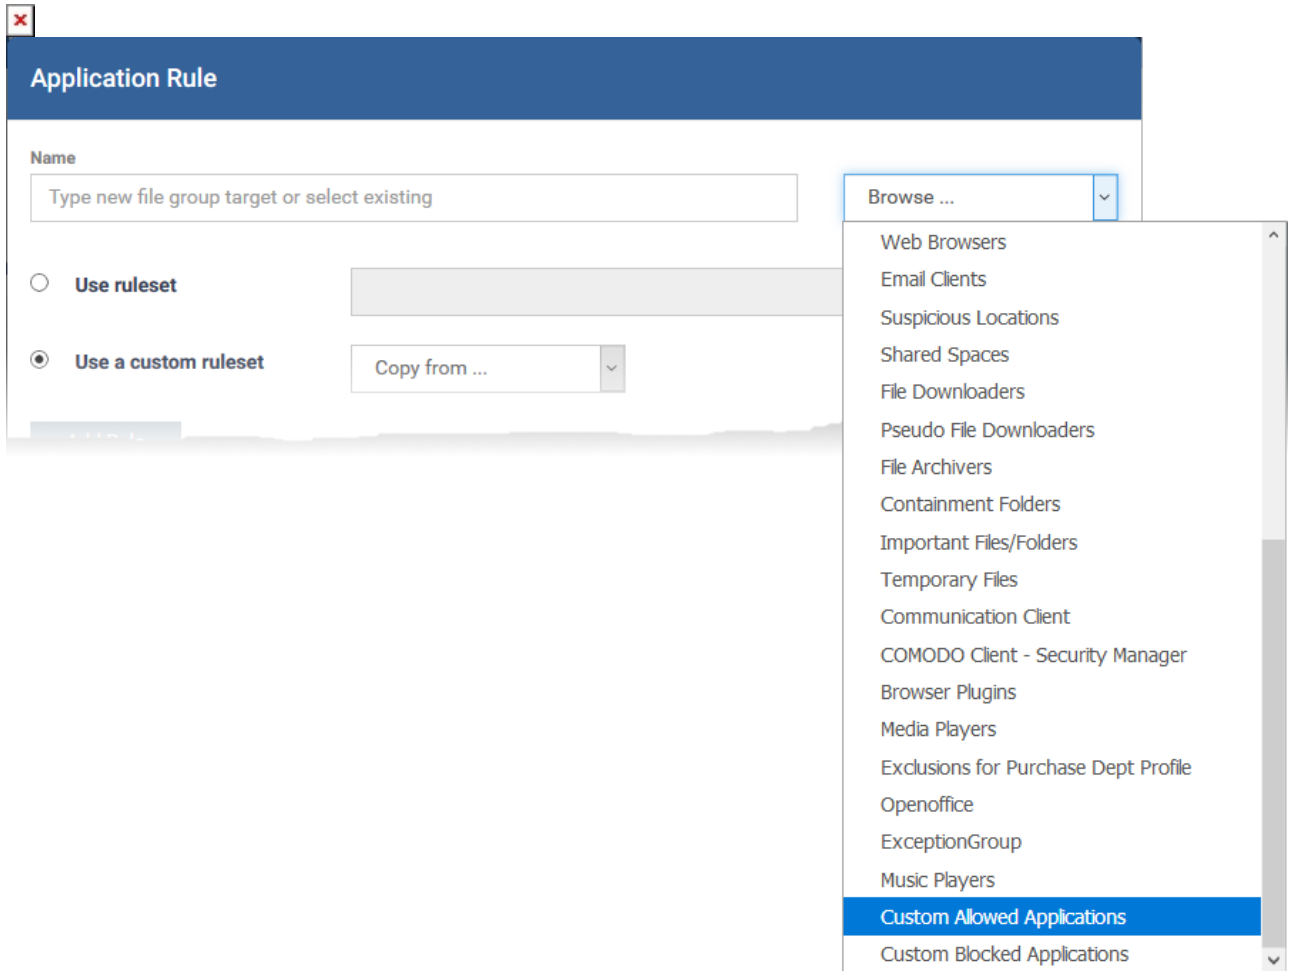 Application Rule
Name
Type new file group target or select existing
Browse ...
Use ruleset
Use a custom ruleset
Copy from ...
Web Browsers
Email Clients
Suspicious Locations
Shared Spaces
File Downloaders
Pseudo File Downloaders
File Archivers
Containment Folders
Important Files/Folders
Temporary Files
Communication Client
COMODO Client - Security Manager
Browser Plugins
Media Players
Exclusions for Purchase Dept Profile
Openoffice
ExceptionGroup
Music Players
Custom Allowed Applications
Custom Blocked Applications